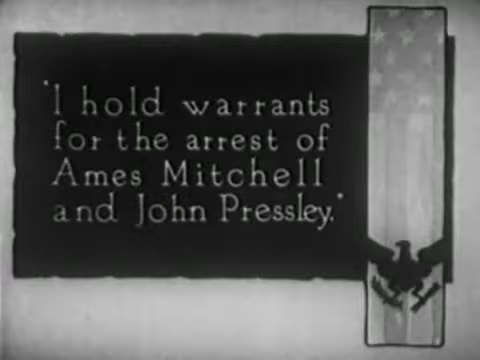 "I hold warrants
for the arrest of
Ames Mitchell
and John Pressley."